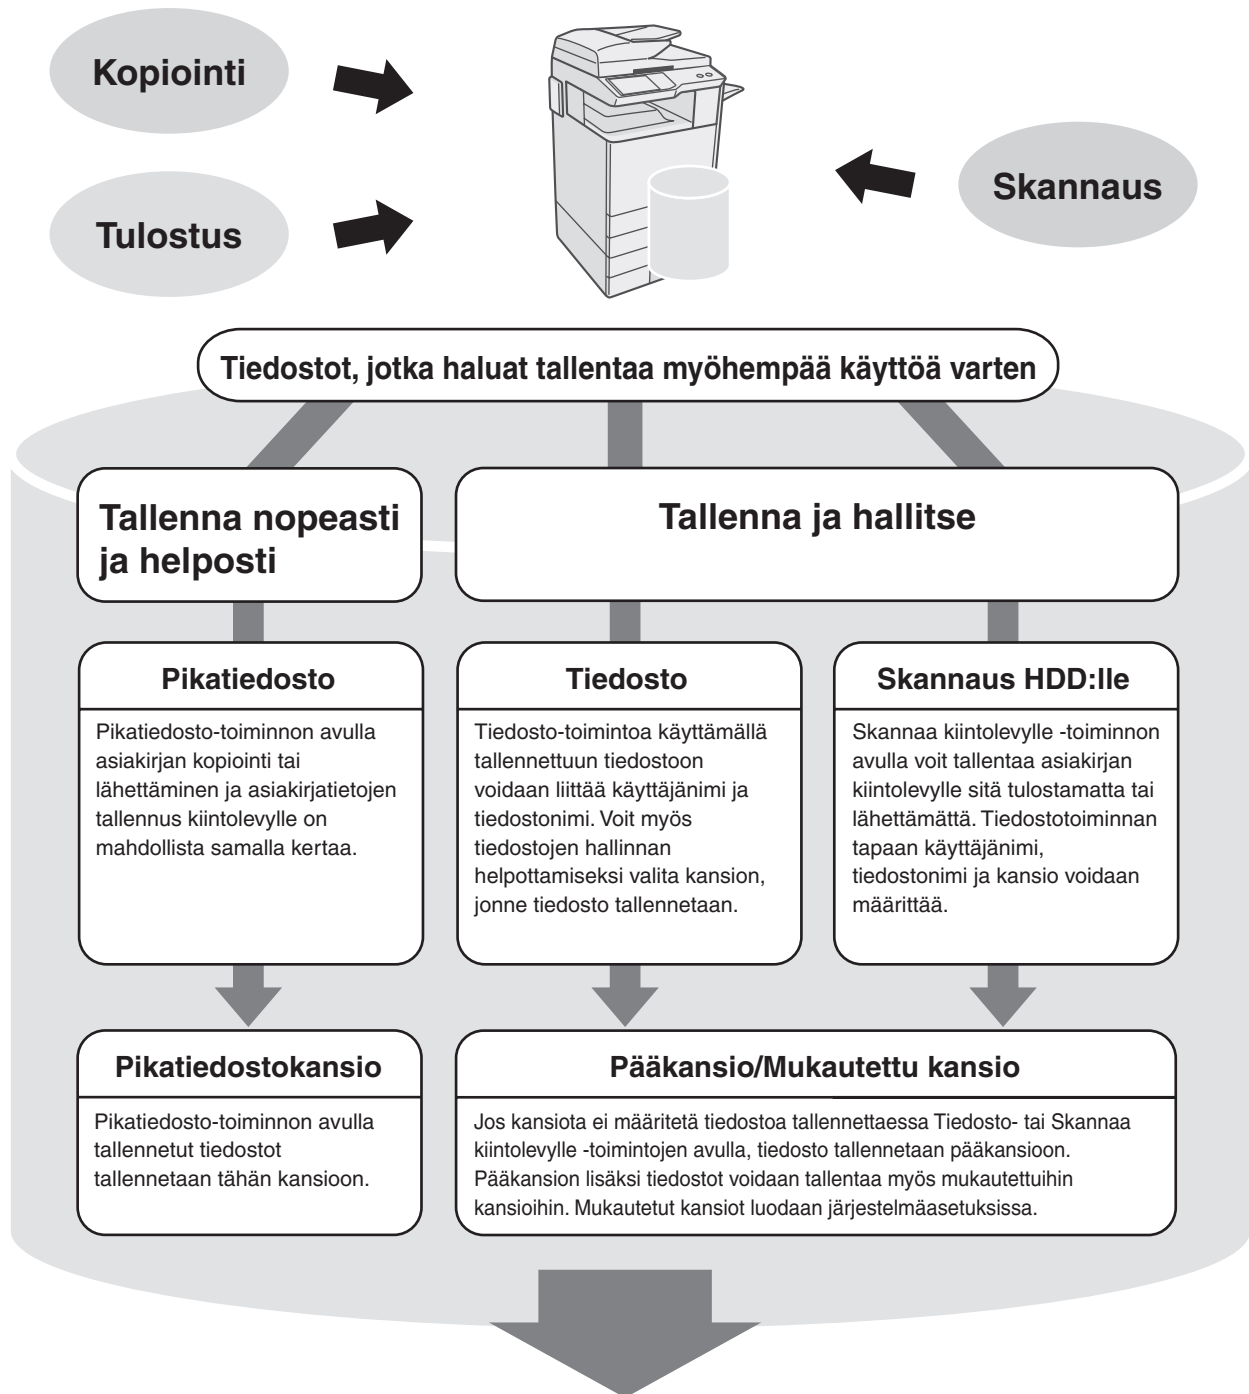 Kopiointi
Tulostus
Skannaus
Tiedostot, jotka haluat tallentaa myöhempää käyttöä varten
Tallenna nopeasti
ja helposti
Tallenna ja hallitse
Pikatiedosto
Pikatiedosto-toiminnon avulla
asiakirjan kopiointi tai
lähettäminen ja asiakirjatietojen
tallennus kiintolevylle on
mahdollista samalla kertaa.
Tiedosto
Tiedosto-toimintoa käyttämällä
tallennettuun tiedostoon
voidaan liittää käyttäjänimi ja
tiedostonimi. Voit myös
tiedostojen hallinnan
helpottamiseksi valita kansion,
jonne tiedosto tallennetaan.
Skannaus HDD:lle
Skannaa kiintolevylle -toiminnon
avulla voit tallentaa asiakirjan
kiintolevylle sitä tulostamatta tai
lähettämättä. Tiedostotoiminnan
tapaan käyttäjänimi,
tiedostonimi ja kansio voidaan
määrittää.
Pikatiedostokansio
Pikatiedosto-toiminnon avulla
tallennetut tiedostot
tallennetaan tähän kansioon.
Pääkansio/Mukautettu kansio
Jos kansiota ei määritetä tiedostoa tallennettaessa Tiedosto- tai Skannaa
kiintolevylle -toimintojen avulla, tiedosto tallennetaan pääkansioon.
Pääkansion lisäksi tiedostot voidaan tallentaa myös mukautettuihin
kansioihin. Mukautetut kansiot luodaan järjestelmäasetuksissa.